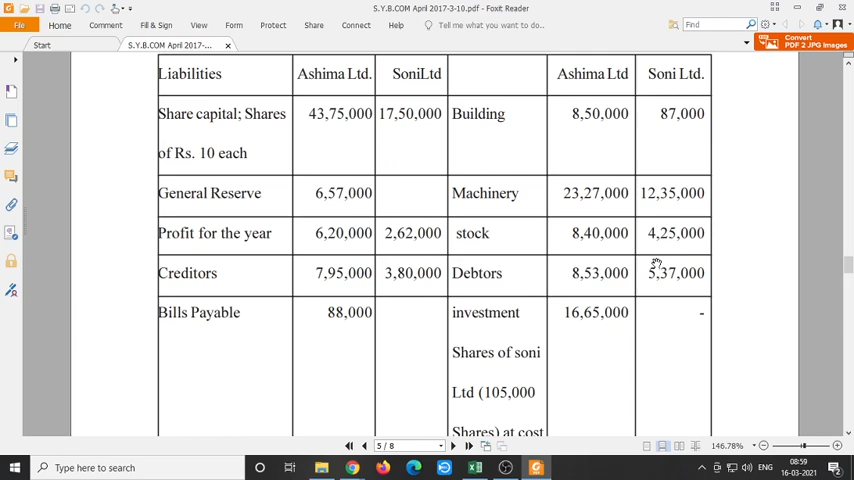 S.Y.B.COM April 2017-3-10.pdf - Foxit Reader
File Home Comment Fill & Sign View Form Protect Share Connect Help Tell me what you want to do... Find
Start S.Y.B.COM April 2017-... Convert
PDF 2 JPG Images
Liabilities Ashima Ltd. SoniLtd Ashima Ltd Soni Ltd.
Share capital; Shares 43,75,000 17,50,000 Building 8,50,000 87,000
of Rs. 10 each
General Reserve 6,57,000 Machinery 23,27,000 12,35,000
Profit for the year 6,20,000 2,62,000 stock 8,40,000 4,25,000
Creditors 7,95,000 3,80,000 Debtors 8,53,000 5,37,000
Bills Payable 88,000 investment 16,65,000 -
Shares of soni
Ltd (105,000
Shares) at cost
5 / 8 146.78%
Type here to search ENG 08:59
16-03-2021 2